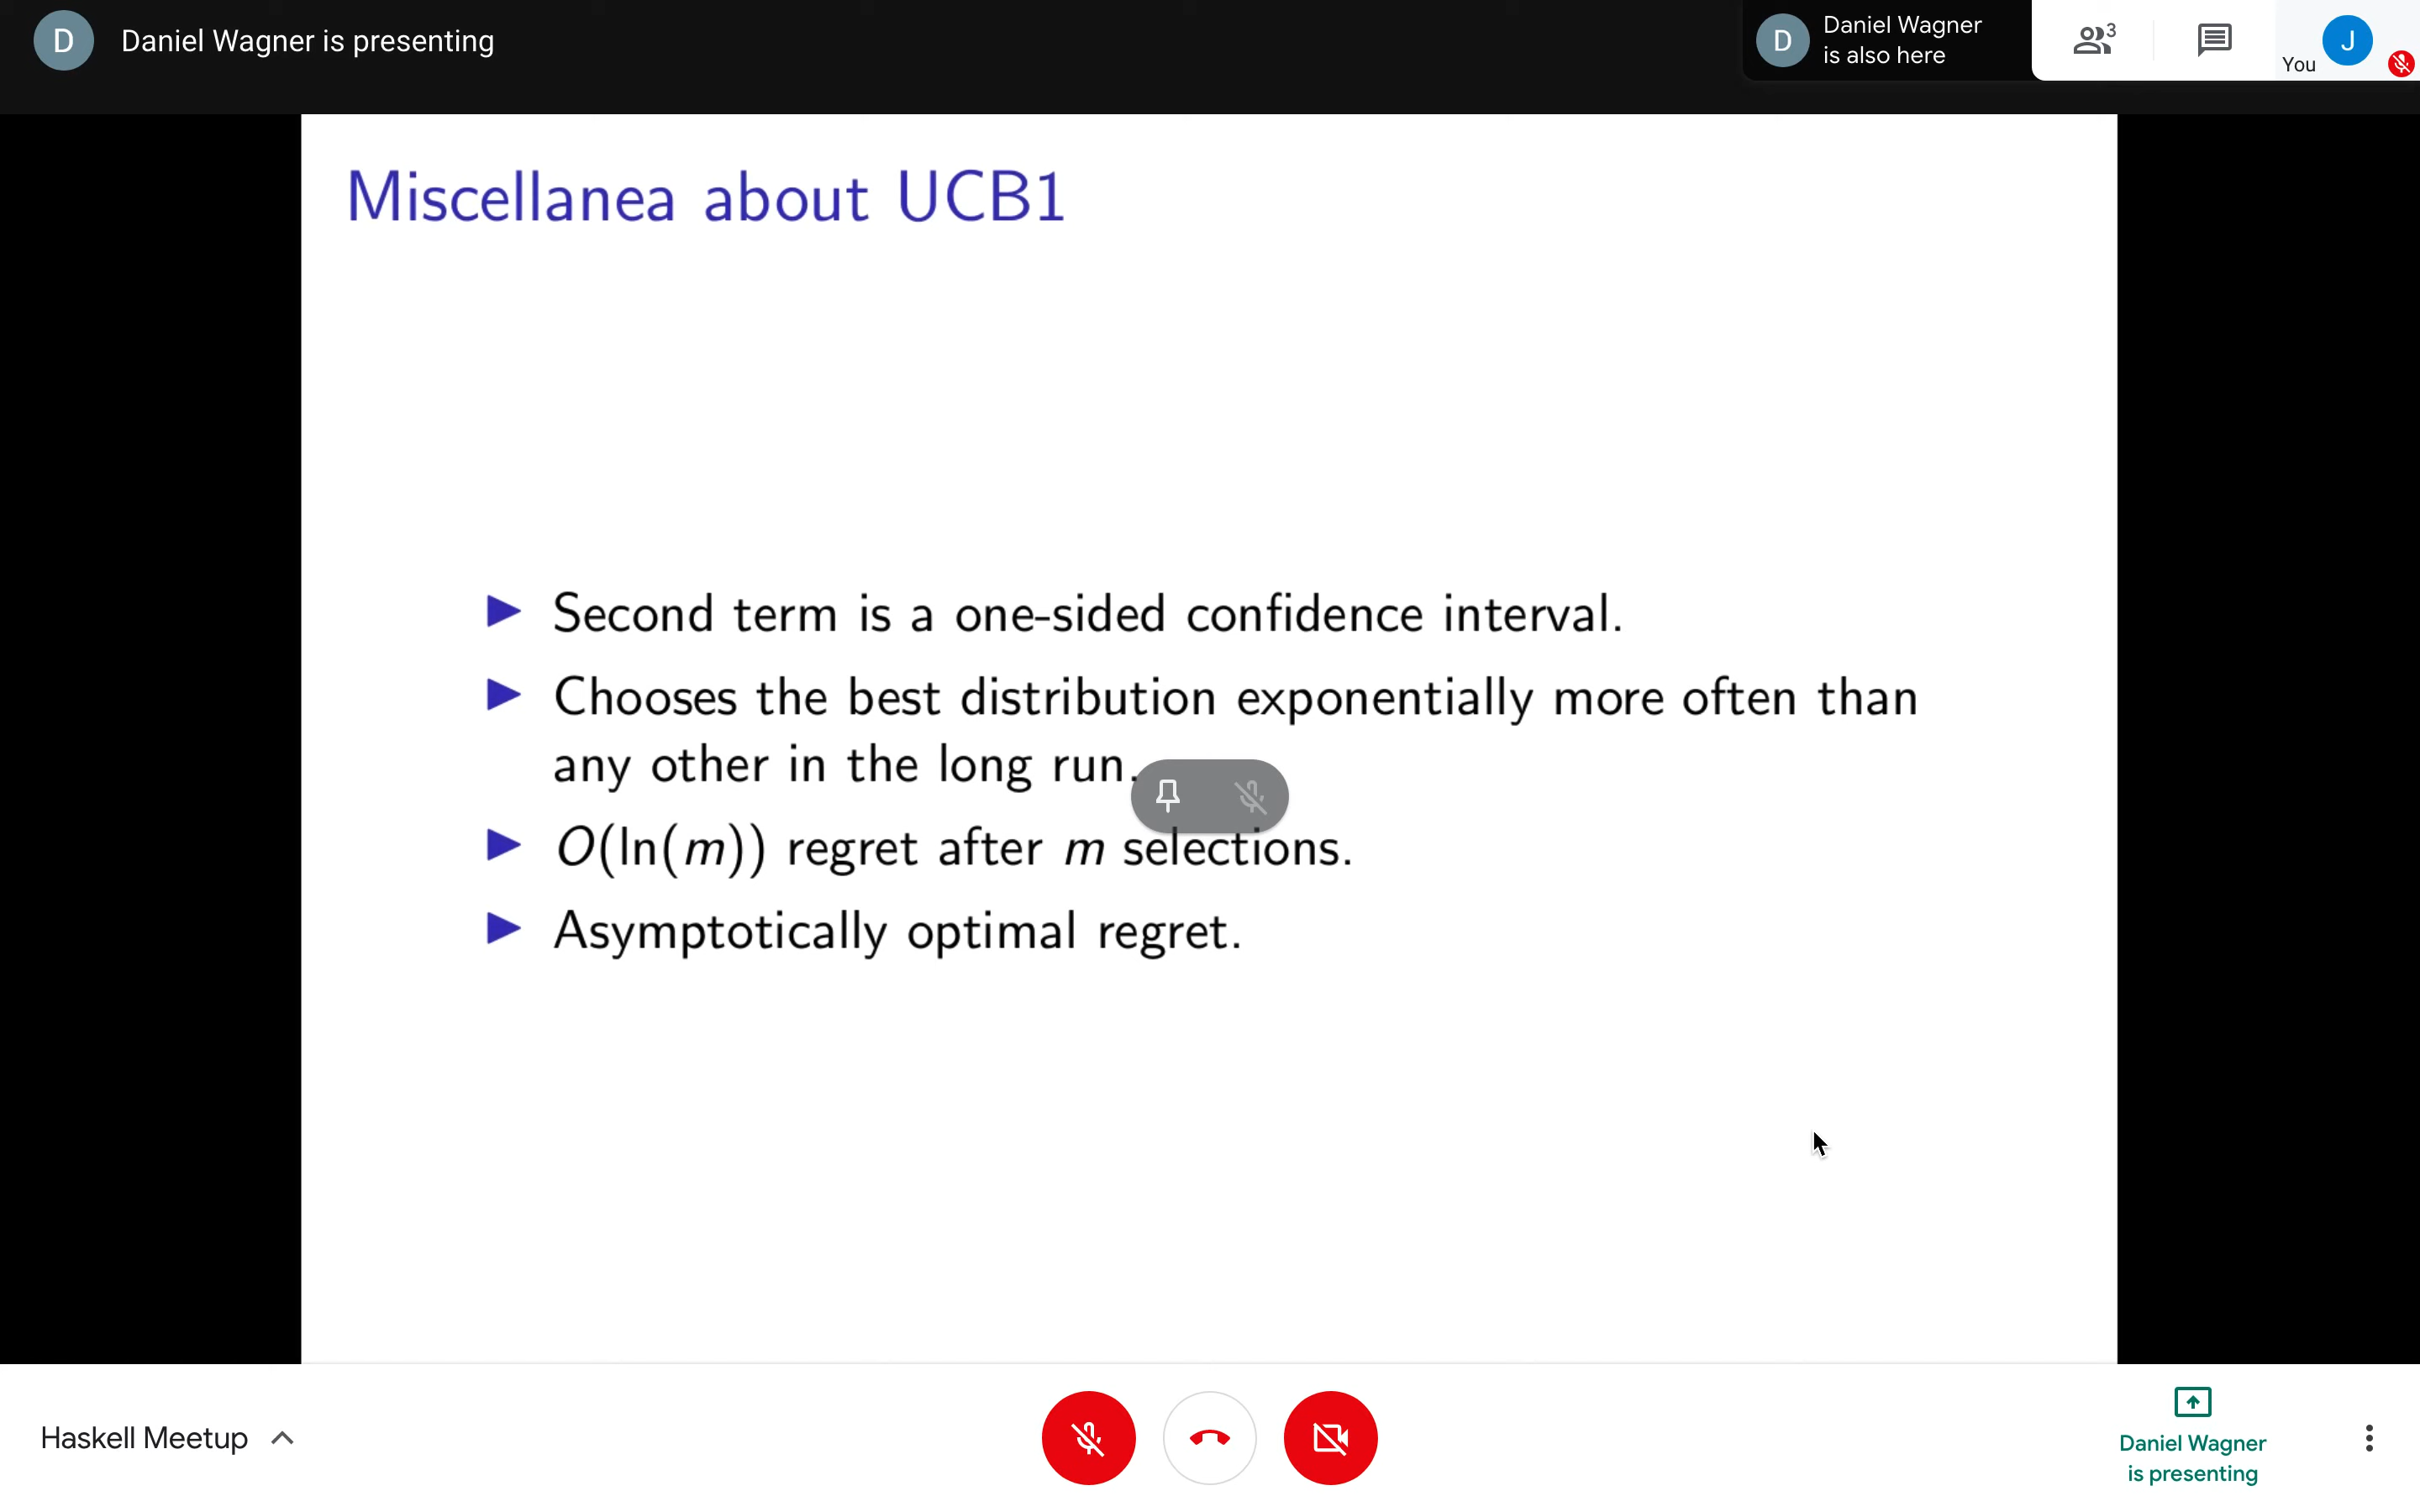 D
Daniel Wagner is presenting
D
Daniel Wagner
is also here
3
You
J
Miscellanea about UCB1
▶ Second term is a one-sided confidence interval.
▶ Chooses the best distribution exponentially more often than
any other in the long run.
▶ O(ln(m)) regret after m selections.
▶ Asymptotically optimal regret.
Haskell Meetup
Daniel Wagner
is presenting